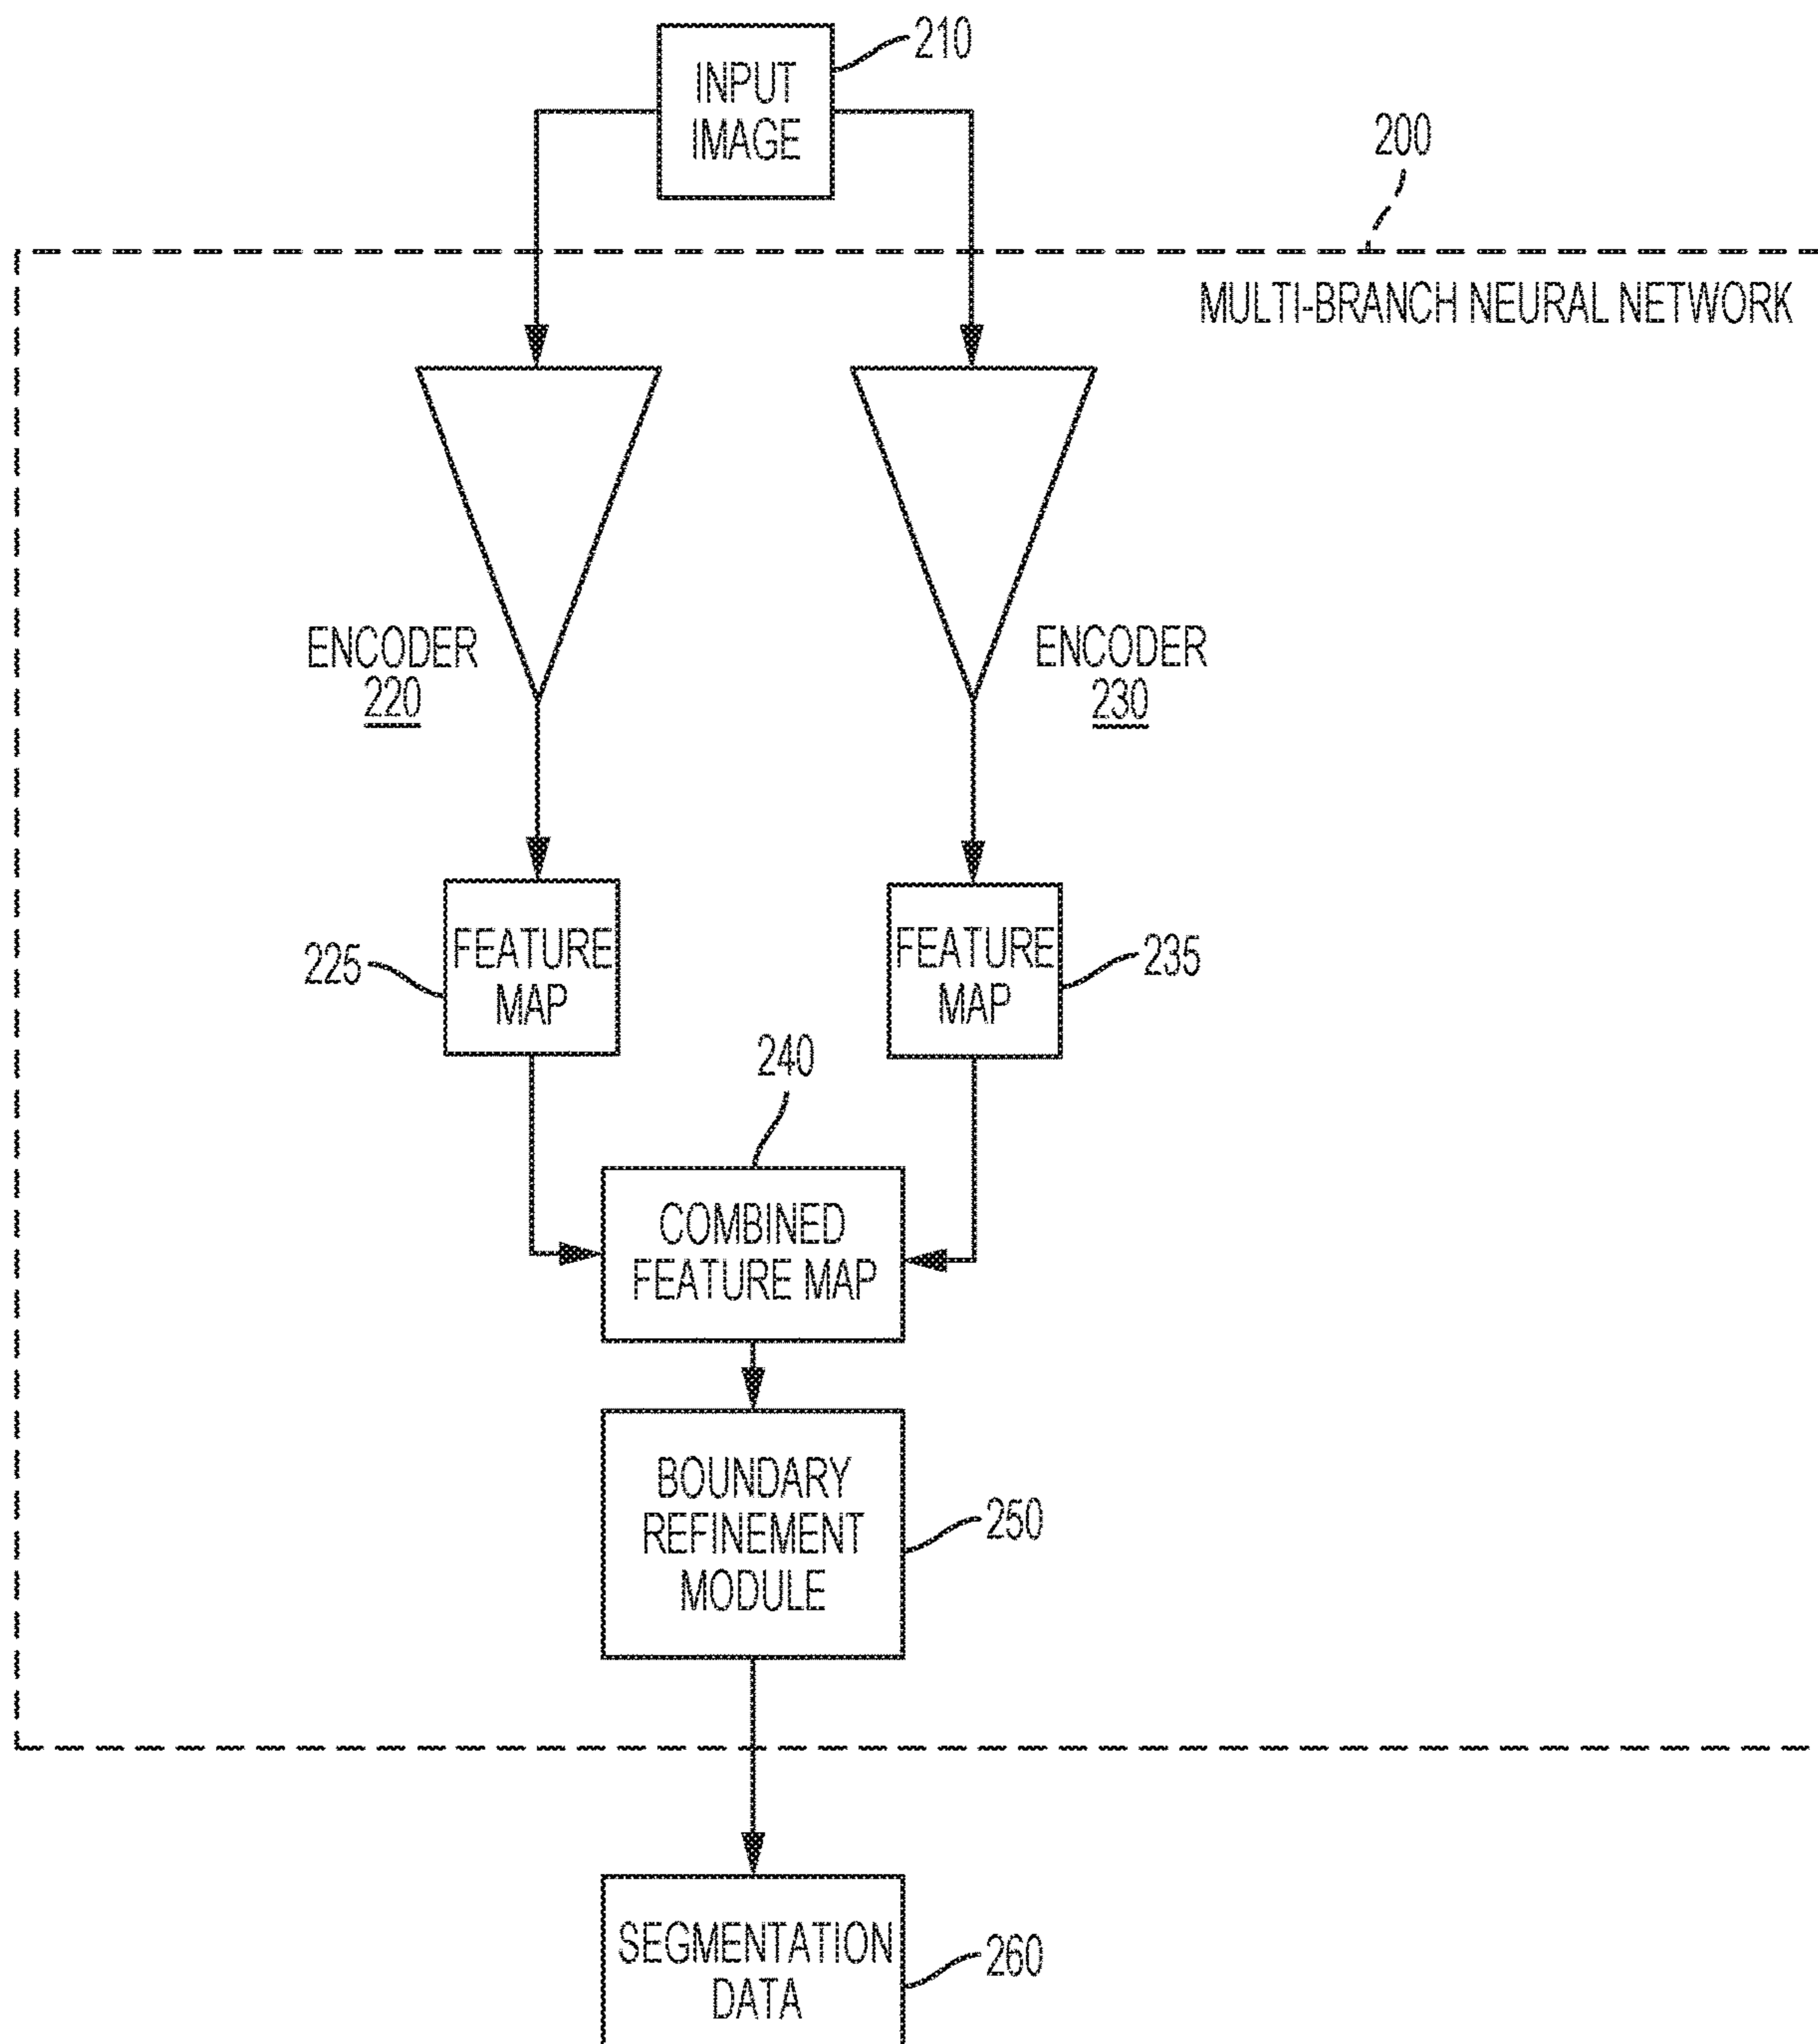 210
INPUT
IMAGE
200
MULTI-BRANCH NEURAL NETWORK
ENCODER
220
ENCODER
230
225
FEATURE
MAP
FEATURE
MAP
235
240
COMBINED
FEATURE MAP
BOUNDARY
REFINEMENT
MODULE
250
SEGMENTATION
DATA
260